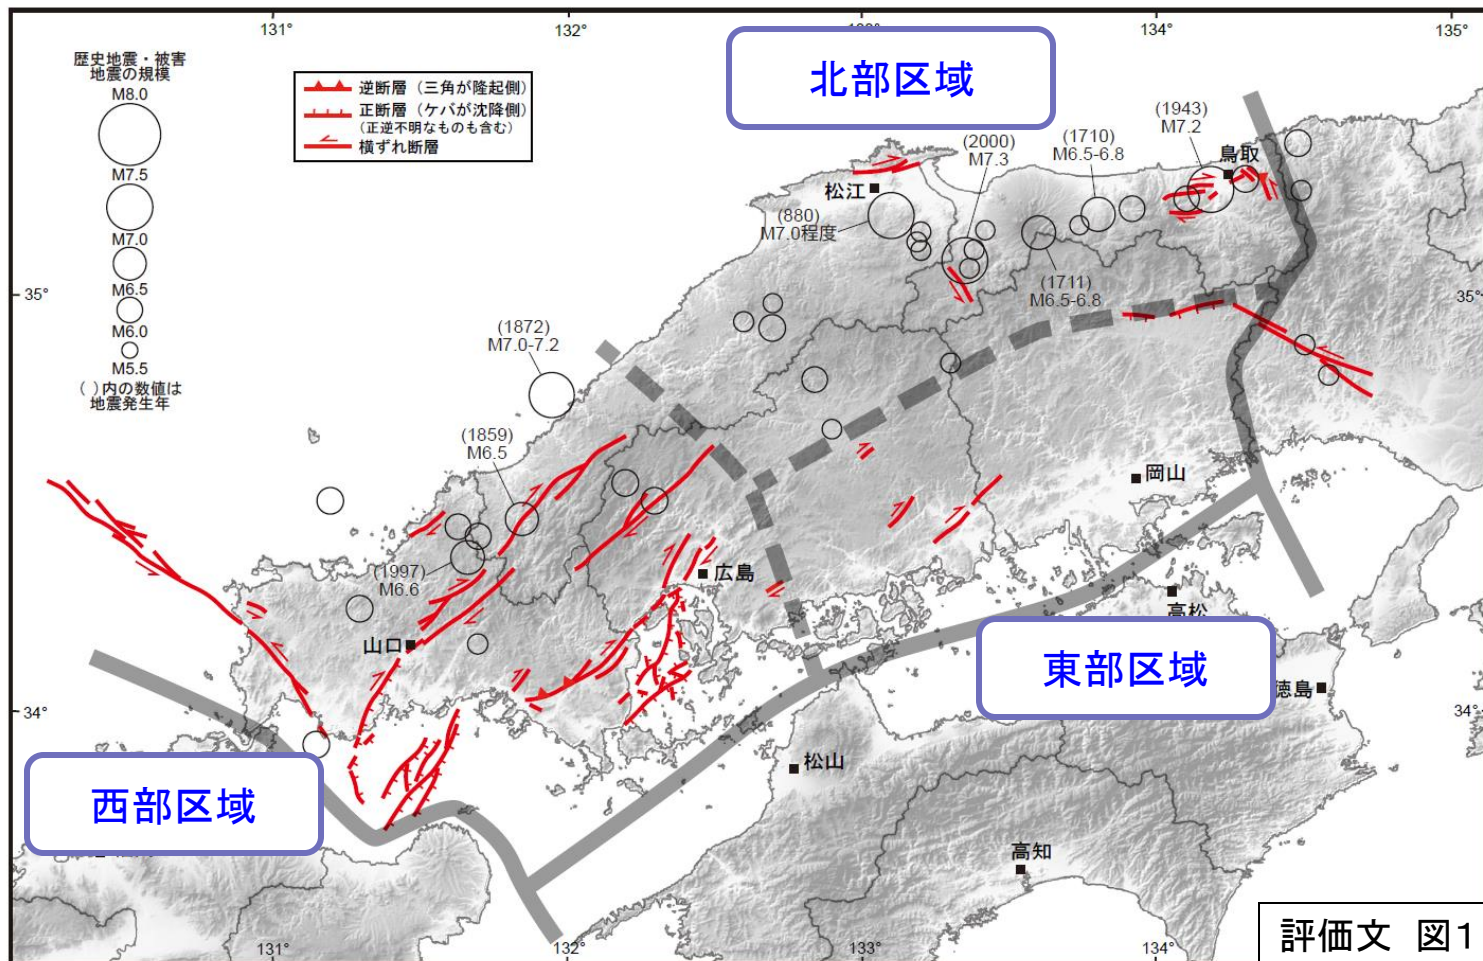 131°
132°
134°
135°
歴史地震・被害
地震の規模
M8.0
M7.5
M7.0
M6.5
M6.0
M5.5
( )内の数値は
地震発生年
逆断層（三角が隆起側）
正断層（ケバが沈降側）
（正逆不明なものも含む）
横ずれ断層
北部区域
(1943)
M7.2
(2000)
M7.3
(1710)
M6.5-6.8
鳥取
松江
(880)
M7.0程度
(1711)
M6.5-6.8
35°
35°
(1872)
M7.0-7.2
(1859)
M6.5
岡山
(1997)
M6.6
広島
高松
山口
東部区域
徳島
34°
34°
松山
西部区域
高知
131°
132°
133°
134°
評価文 図1